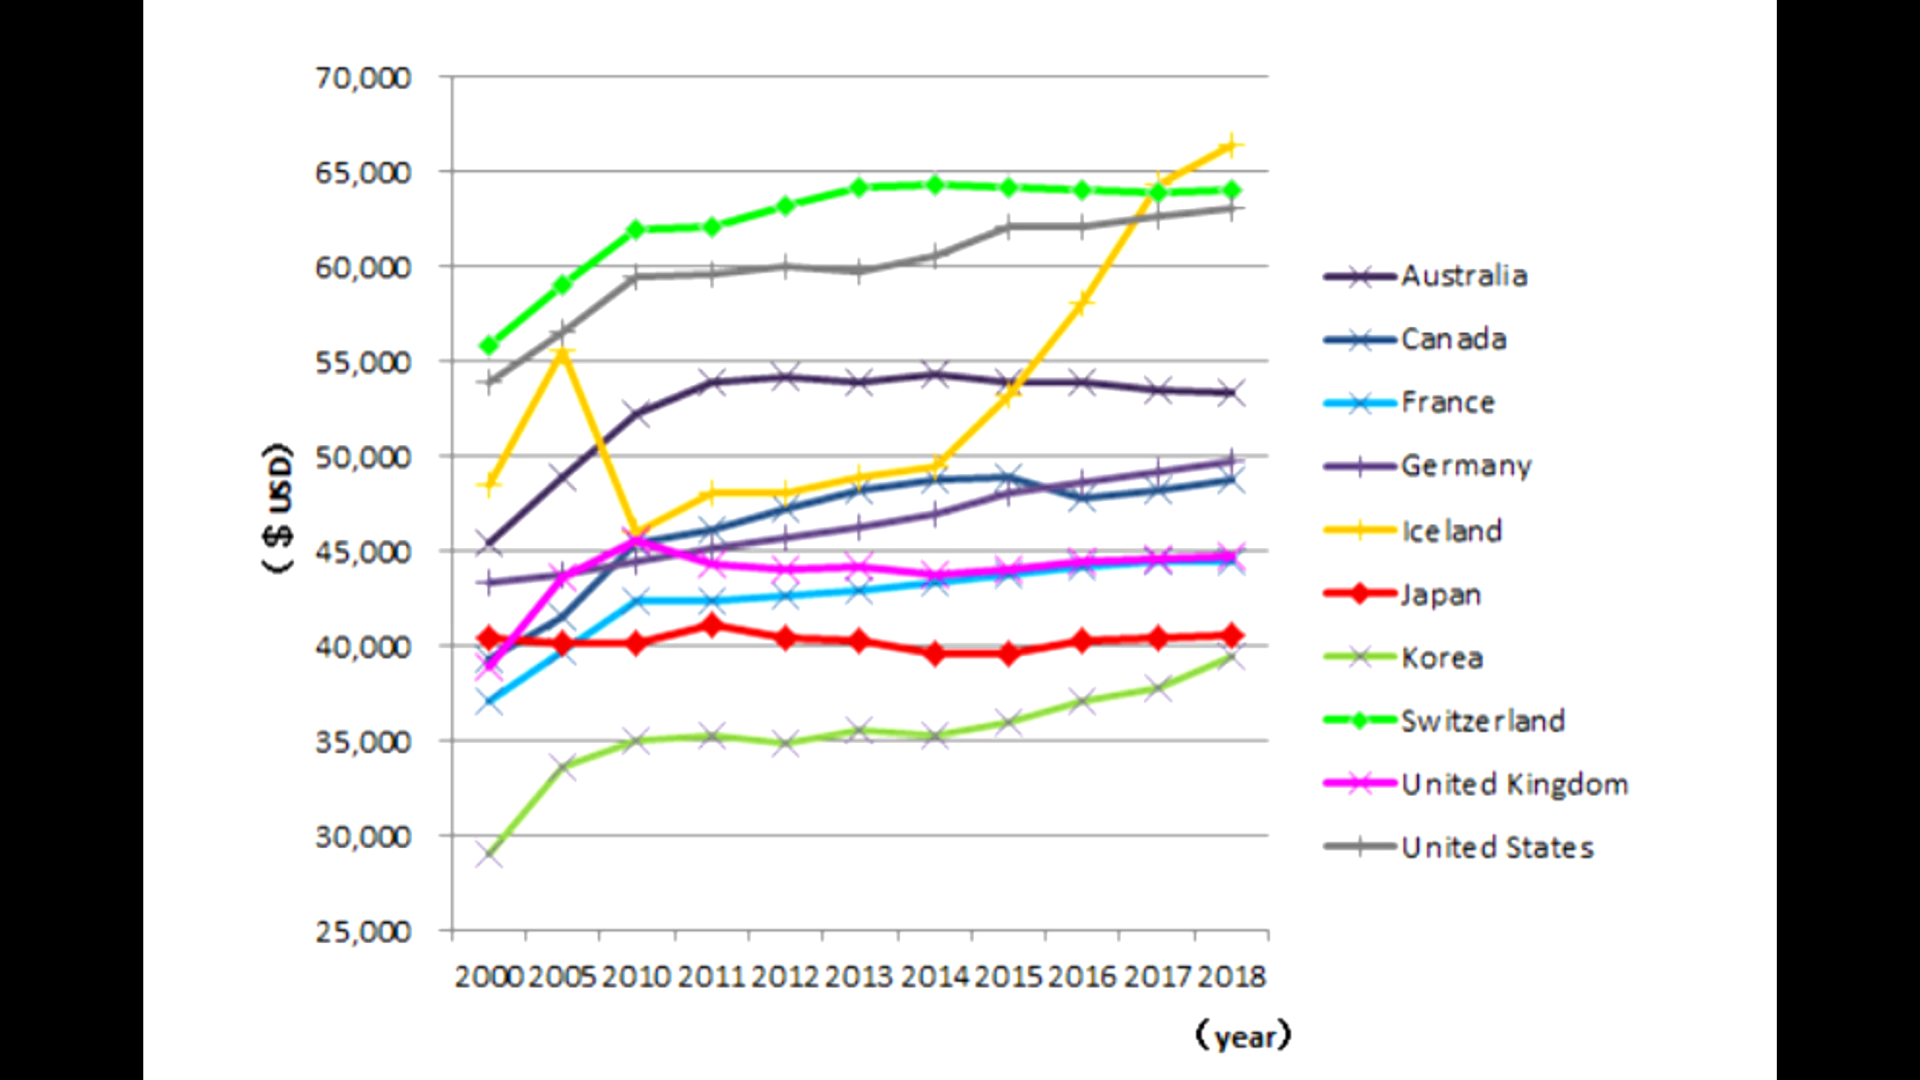 70,000
65,000
60,000
55,000
50,000
45,000
40,000
35,000
30,000
25,000
( $ USD)
2000 2005 2010 2011 2012 2013 2014 2015 2016 2017 2018
(year)
Australia
Canada
France
Germany
Iceland
Japan
Korea
Switzerland
United Kingdom
United States